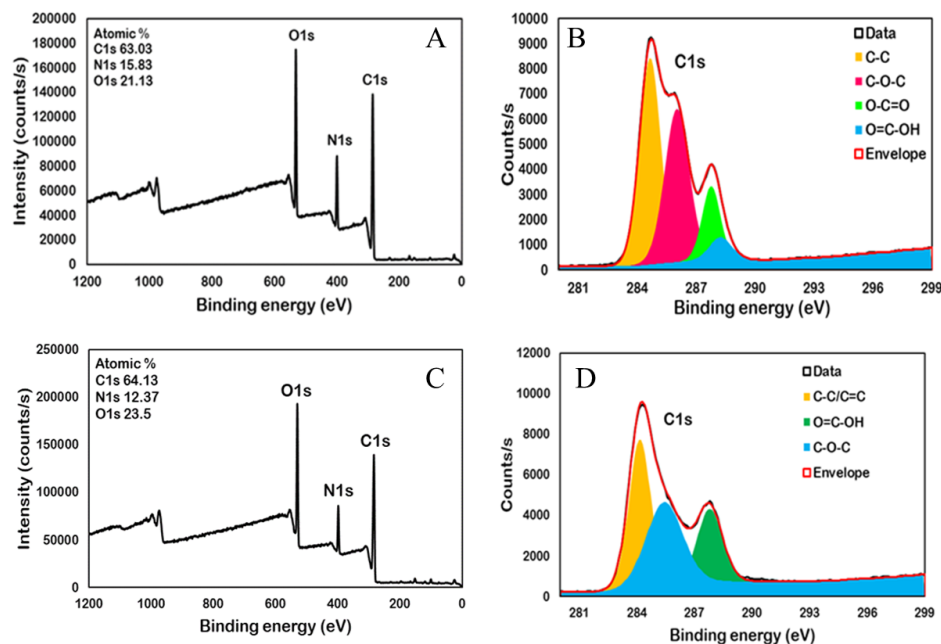 A
Atomic %
C1s 63.03
N1s 15.83
O1s 21.13
O1s
N1s
C1s
Intensity (counts/s)
200000
180000
160000
140000
120000
100000
80000
60000
40000
20000
0
1200 1000 800 600 400 200 0
Binding energy (eV)
B
C1s
Data
C-C
C-O-C
O-C=O
O=C-OH
Envelope
Counts/s
10000
9000
8000
7000
6000
5000
4000
3000
2000
1000
0
281 284 287 290 293 296 299
Binding energy (eV)
C
Atomic %
C1s 64.13
N1s 12.37
O1s 23.5
O1s
N1s
C1s
Intensity (counts/s)
250000
200000
150000
100000
50000
0
1200 1000 800 600 400 200 0
Binding energy (eV)
D
C1s
Data
C-C/C=C
O=C-OH
C-O-C
Envelope
Counts/s
12000
10000
8000
6000
4000
2000
0
281 284 287 290 293 296 299
Binding energy (eV)